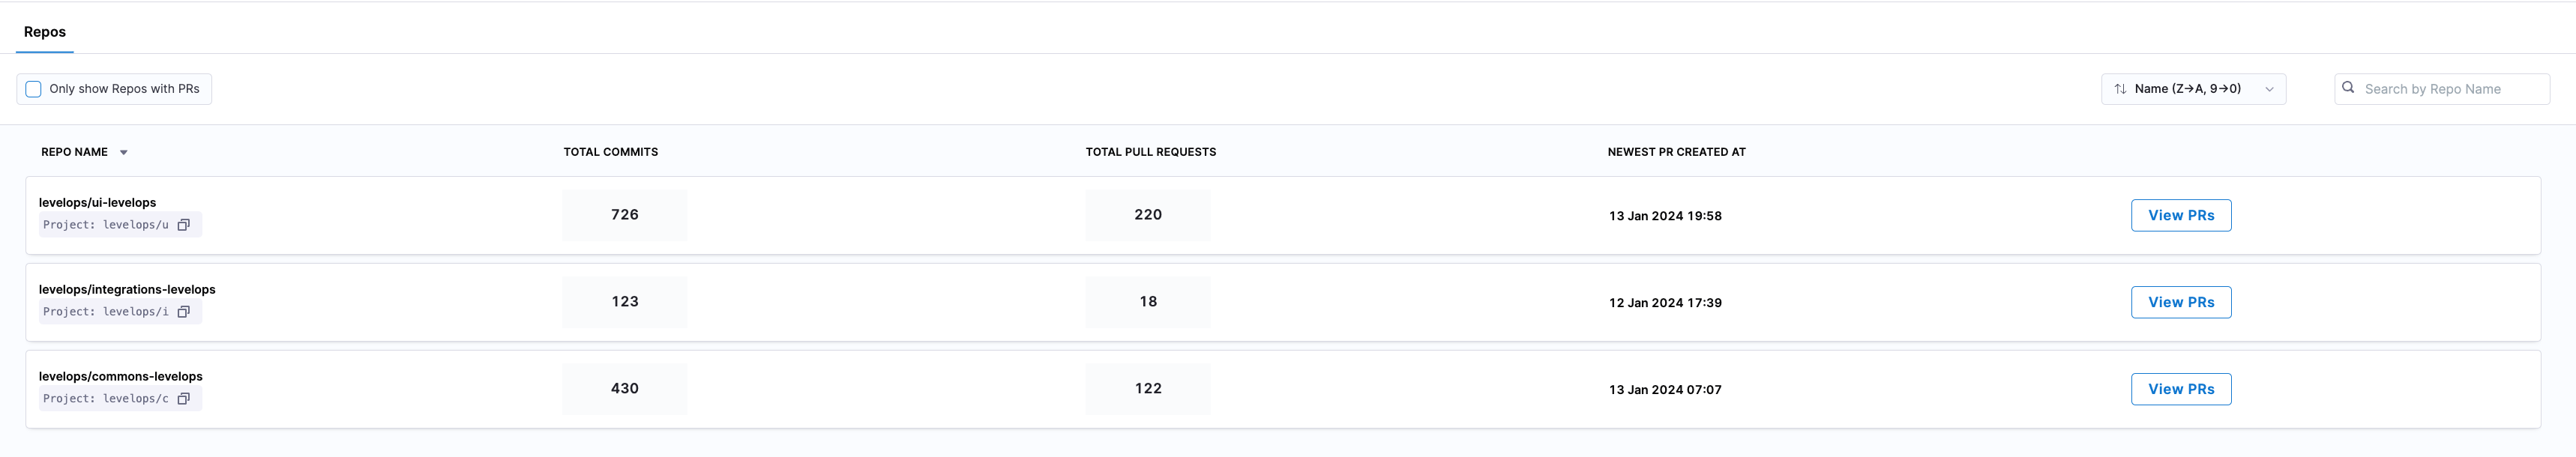 Repos
Only show Repos with PRs
Name (Z→A, 9→0)
Search by Repo Name
REPO NAME TOTAL COMMITS TOTAL PULL REQUESTS NEWEST PR CREATED AT
levelops/ui-levelops
Project: levelops/u
726 220 13 Jan 2024 19:58 View PRs
levelops/integrations-levelops
Project: levelops/i
123 18 12 Jan 2024 17:39 View PRs
levelops/commons-levelops
Project: levelops/c
430 122 13 Jan 2024 07:07 View PRs